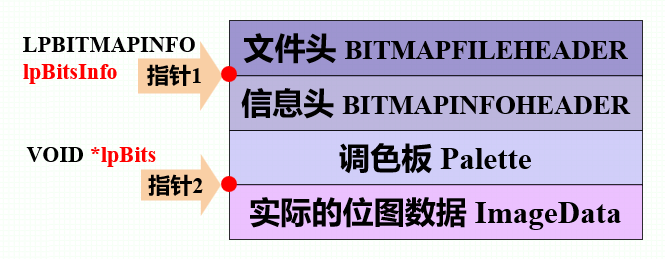 LPBITMAPINFO
lpBitsInfo
指针1
文件头 BITMAPFILEHEADER
信息头 BITMAPINFOHEADER
调色板 Palette
VOID *lpBits
指针2
实际的位图数据 ImageData